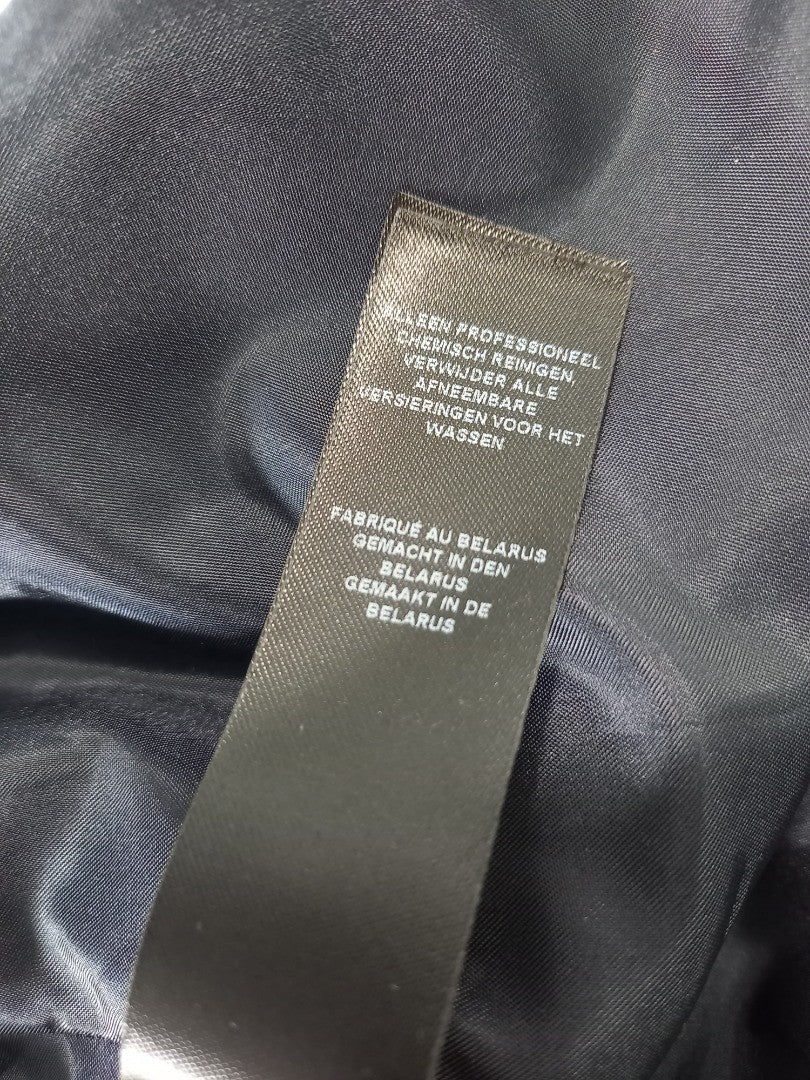 ALLEEN PROFESSIONEEL
CHEMISCH REINIGEN,
VERWIJDER ALLE
AFNEEMBARE
VERSIERINGEN VOOR HET
WASSEN
FABRIQUÉ AU BELARUS
GEMACHT IN DEN
BELARUS
GEMAAKT IN DE
BELARUS